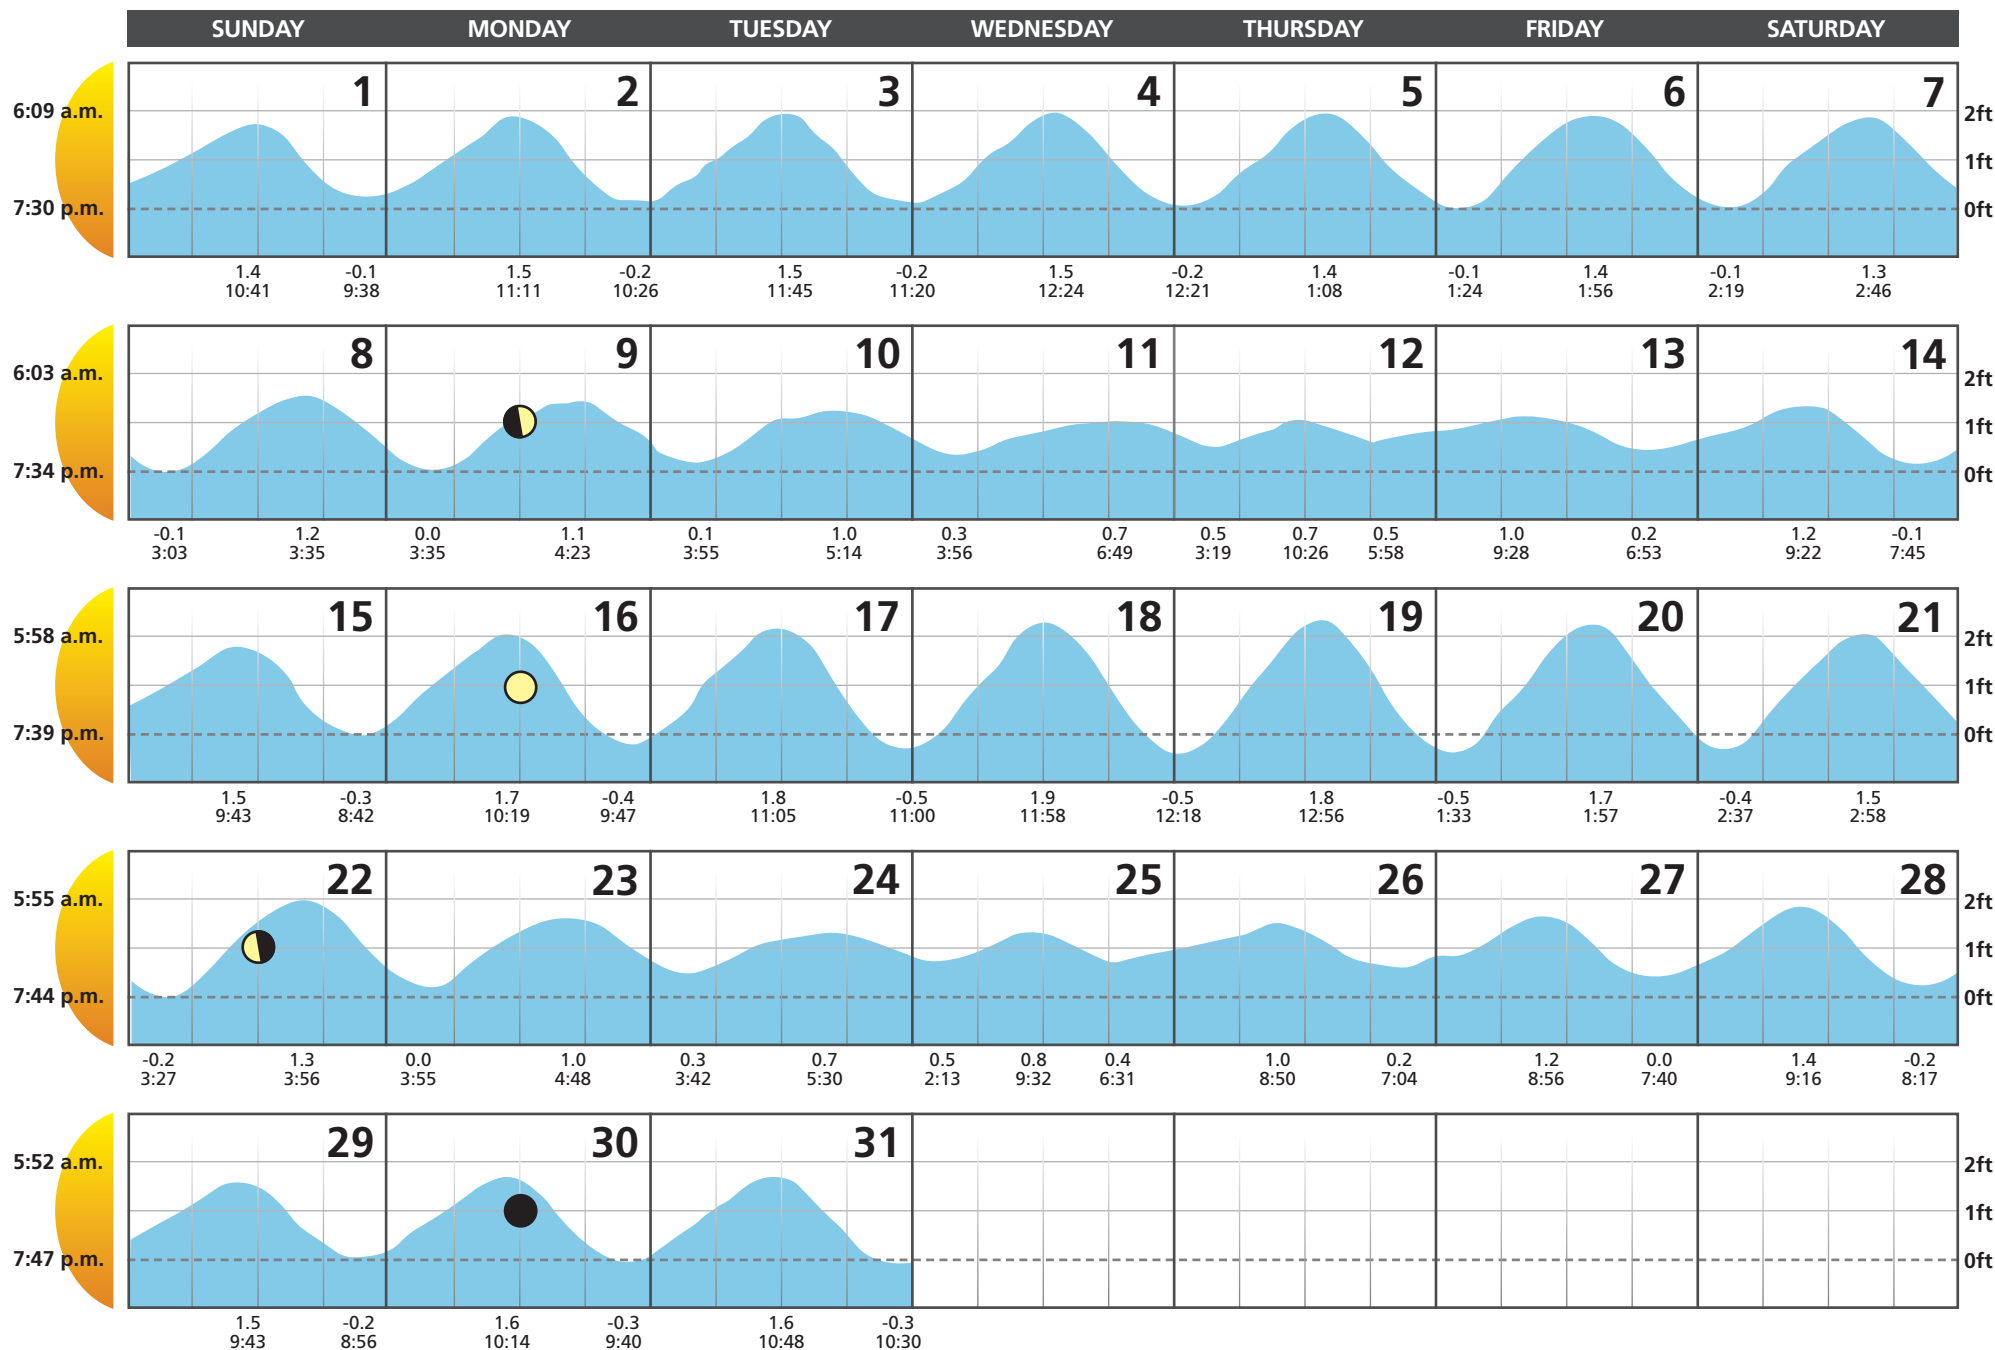 SUNDAY MONDAY TUESDAY WEDNESDAY THURSDAY FRIDAY SATURDAY
1 2 3 4 5 6 7
6:09 a.m. 2ft
1ft
7:30 p.m. 0ft
1.4 -0.1 1.5 -0.2 1.5 -0.2 1.5 -0.2 1.4 -0.1 1.4 -0.1 1.3
10:41 9:38 11:11 10:26 11:45 11:20 12:24 12:21 1:08 1:24 1:56 2:19 2:46
8 9 10 11 12 13 14
6:03 a.m. 2ft
1ft
7:34 p.m. 0ft
-0.1 1.2 0.0 1.1 0.1 1.0 0.3 0.7 0.5 0.7 0.5 1.0 0.2 1.2 -0.1
3:03 3:35 3:35 4:23 3:55 5:14 3:56 6:49 3:19 10:26 5:58 9:28 6:53 9:22 7:45
15 16 17 18 19 20 21
5:58 a.m. 2ft
1ft
7:39 p.m. 0ft
1.5 -0.3 1.7 -0.4 1.8 -0.5 1.9 -0.5 1.8 -0.5 1.7 -0.4 1.5
9:43 8:42 10:19 9:47 11:05 11:00 11:58 12:18 12:56 1:33 1:57 2:37 2:58
22 23 24 25 26 27 28
5:55 a.m. 2ft
1ft
7:44 p.m. 0ft
-0.2 1.3 0.0 1.0 0.3 0.7 0.5 0.8 0.4 1.0 0.2 1.2 0.0 1.4 -0.2
3:27 3:56 3:55 4:48 3:42 5:30 2:13 9:32 6:31 8:50 7:04 8:56 7:40 9:16 8:17
29 30 31
5:52 a.m. 2ft
1ft
7:47 p.m. 0ft
1.5 -0.2 1.6 -0.3 1.6 -0.3
9:43 8:56 10:14 9:40 10:48 10:30